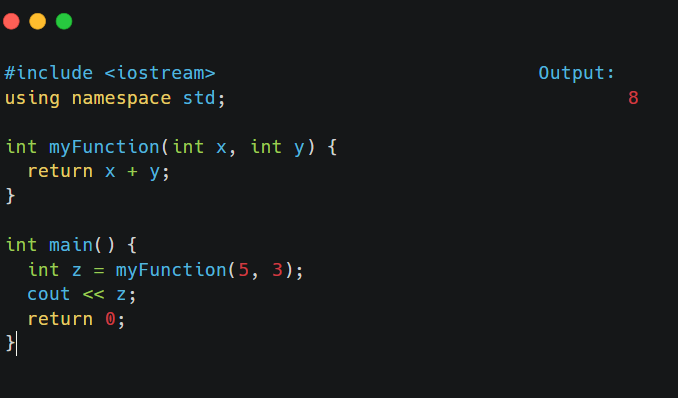 #include <iostream>
Output:
using namespace std;
8
int myFunction(int x, int y) {
  return x + y;
}
int main() {
  int z = myFunction(5, 3);
  cout << z;
  return 0;
}